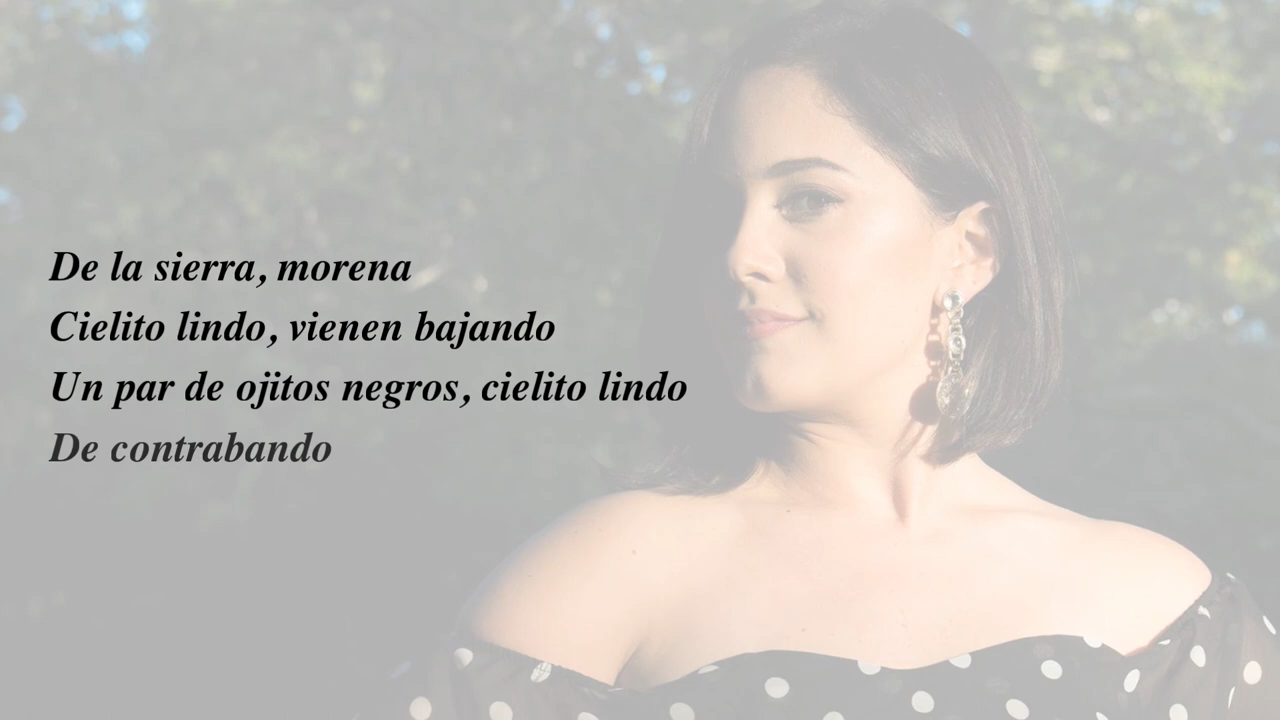 De la sierra, morena
Cielito lindo, vienen bajando
Un par de ojitos negros, cielito lindo
De contrabando